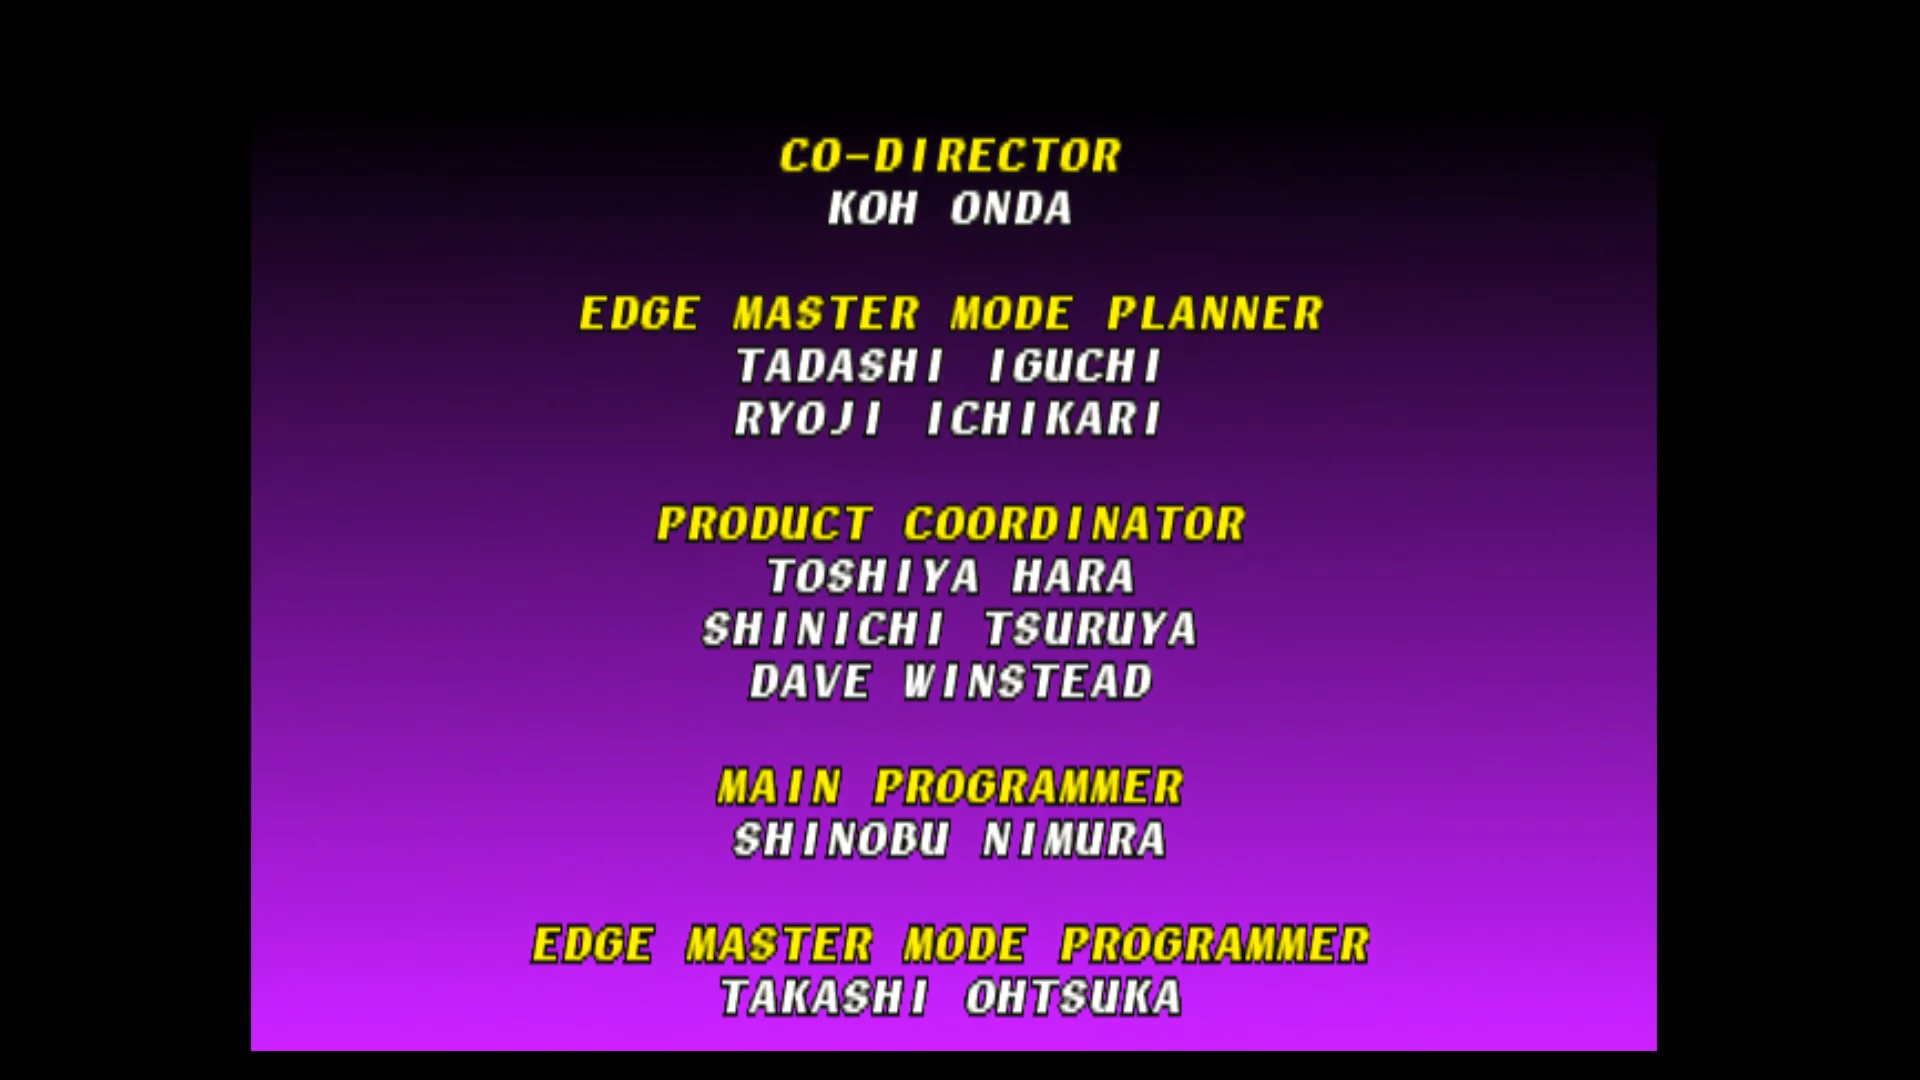 CO-DIRECTOR
KOH ONDA
EDGE MASTER MODE PLANNER
TADASHI IGUCHI
RYOJI ICHIKARI
PRODUCT COORDINATOR
TOSHIYA HARA
SHINICHI TSURUYA
DAVE WINSTEAD
MAIN PROGRAMMER
SHINOBU NIMURA
EDGE MASTER MODE PROGRAMMER
TAKASHI OHTSUKA